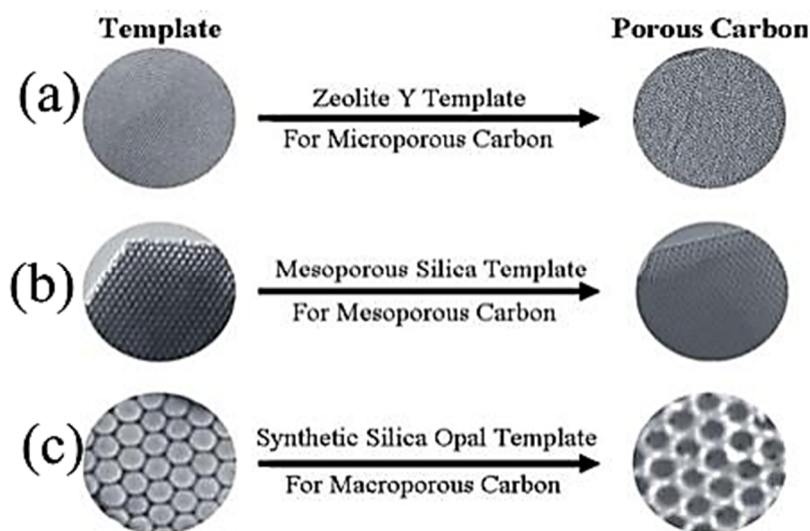 Template
Porous Carbon
(a)
Zeolite Y Template
For Microporous Carbon
(b)
Mesoporous Silica Template
For Mesoporous Carbon
(c)
Synthetic Silica Opal Template
For Macroporous Carbon